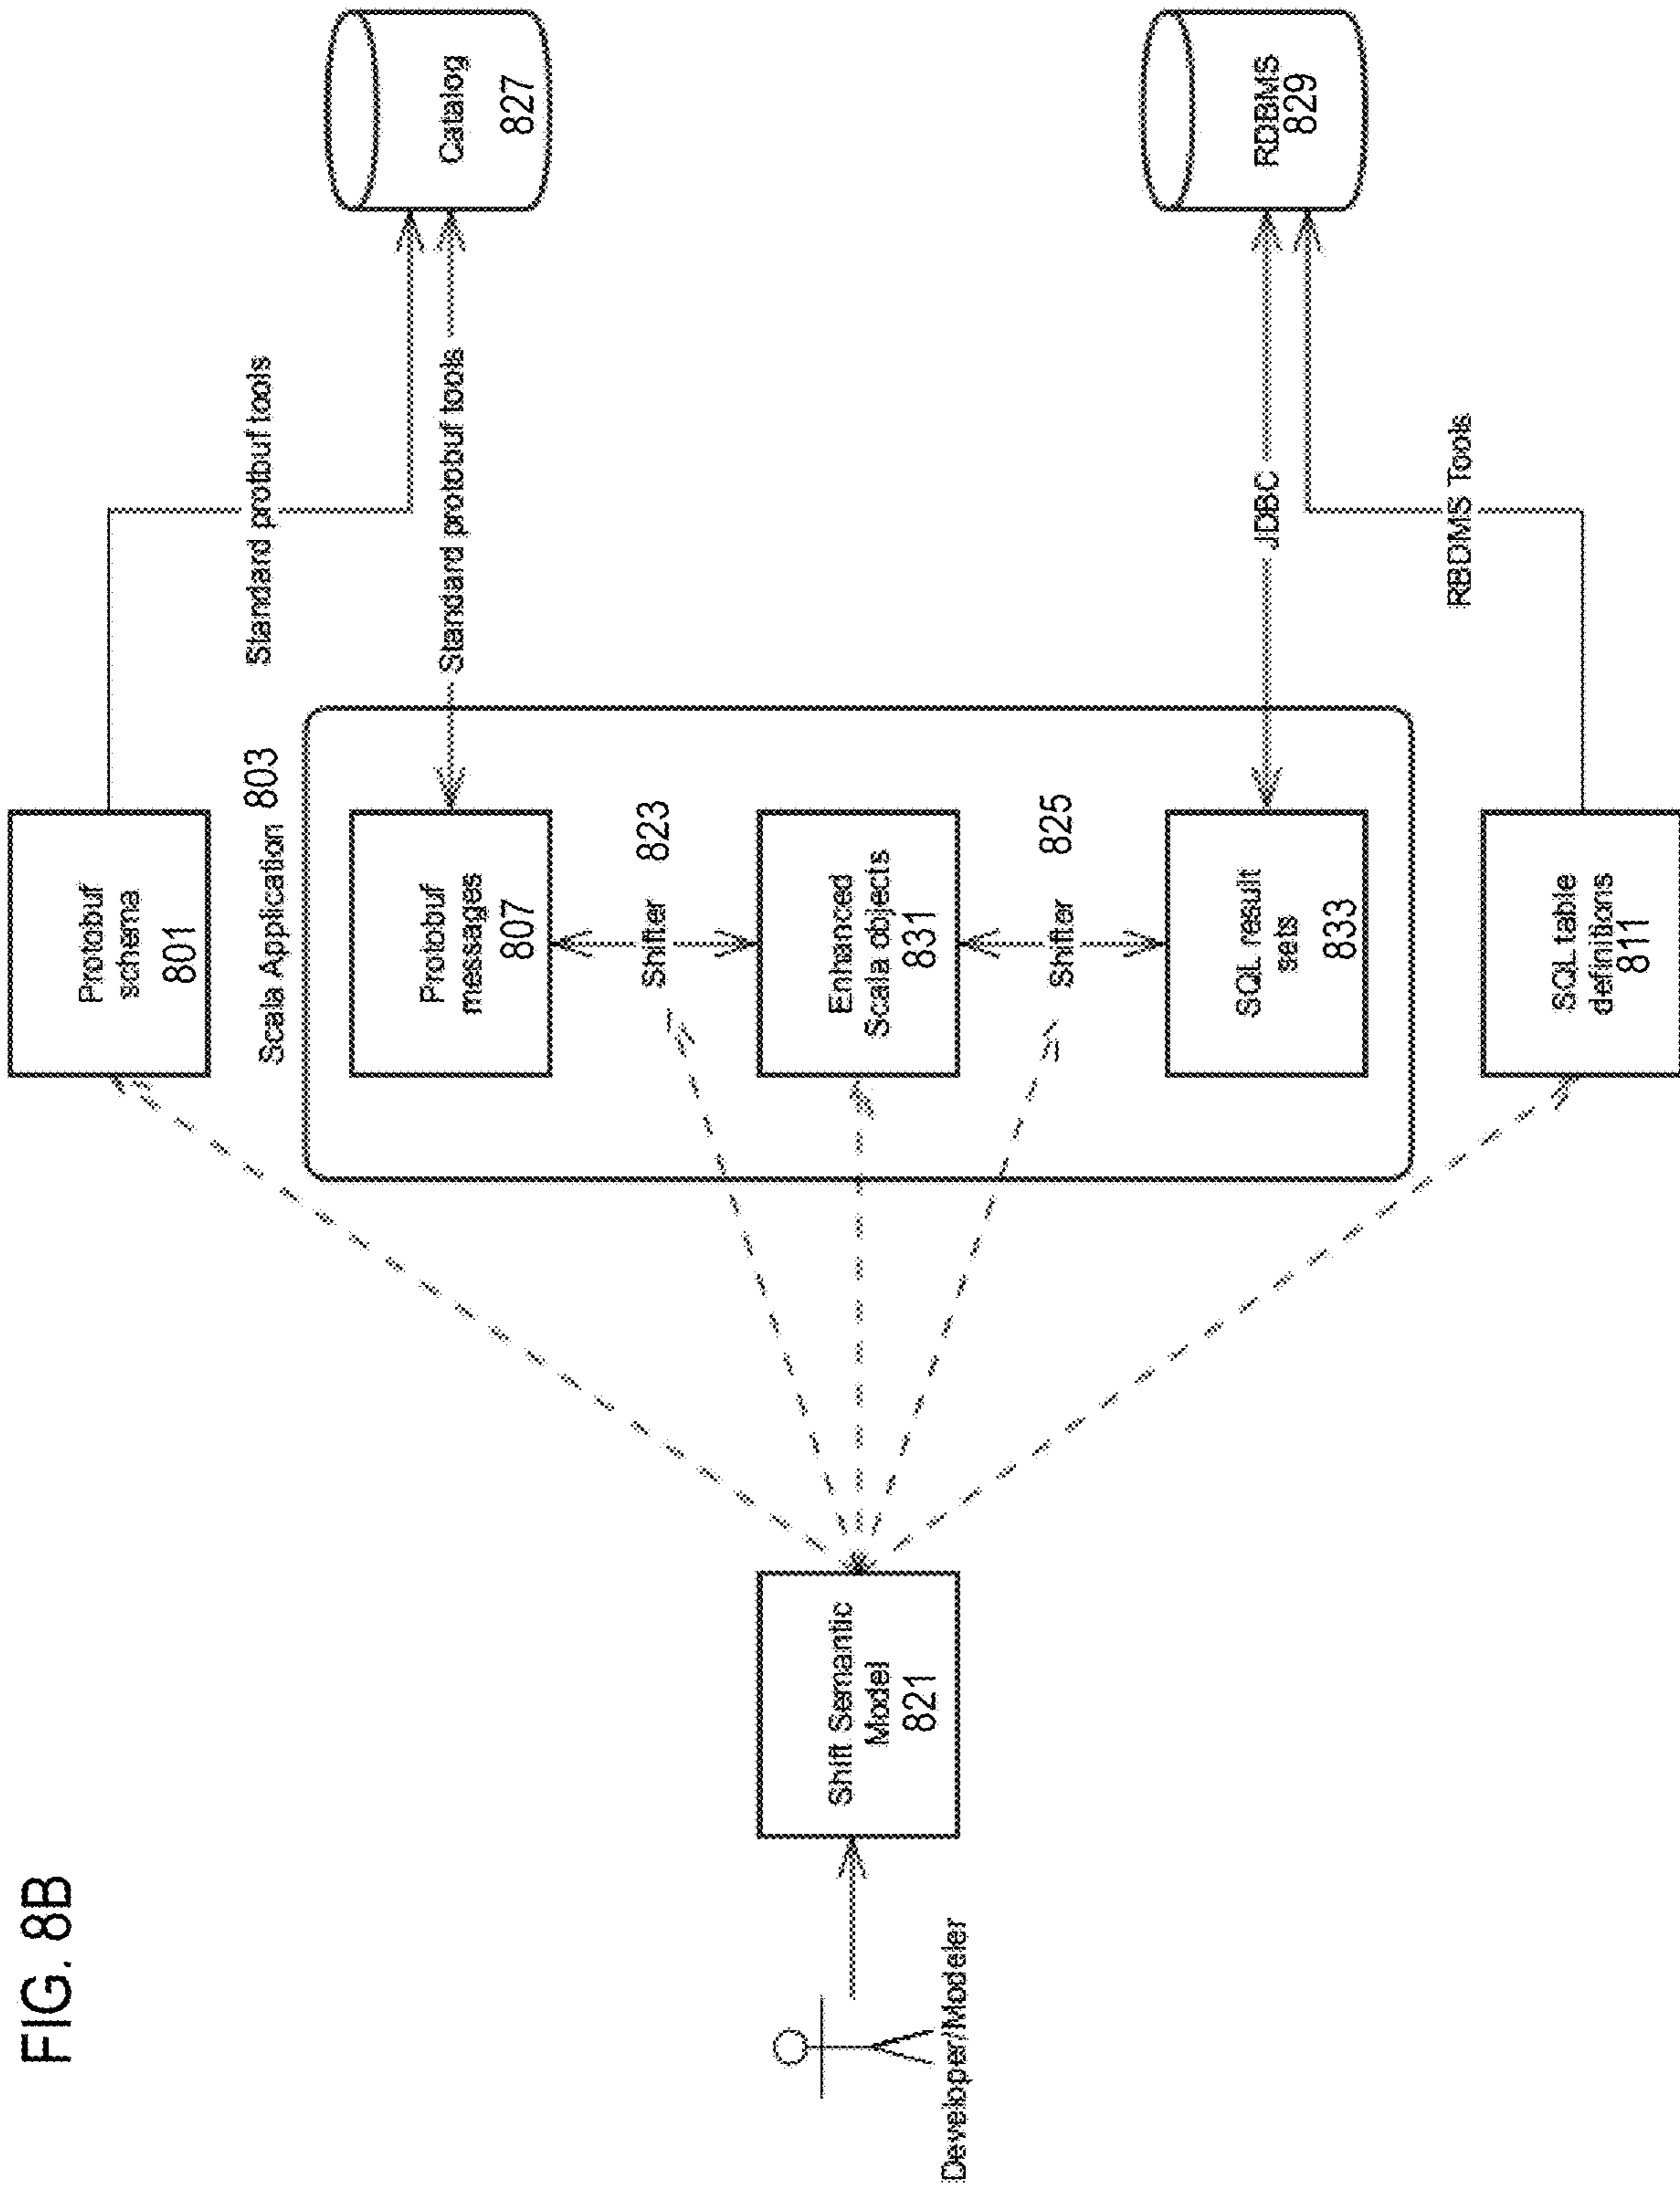 FIG. 8B
Developer/Modeler
Shift Semantic
Model
821
Protobuf
schema
801
Scala Application 803
Protobuf
messages
807
Shifter 823
Enhanced
Scala objects
831
Shifter 825
SQL result
sets
833
SQL table
definitions
811
Standard protbuf tools
Standard protobuf tools
JDBC
RBDMS Tools
Catalog
827
RDBMS
829